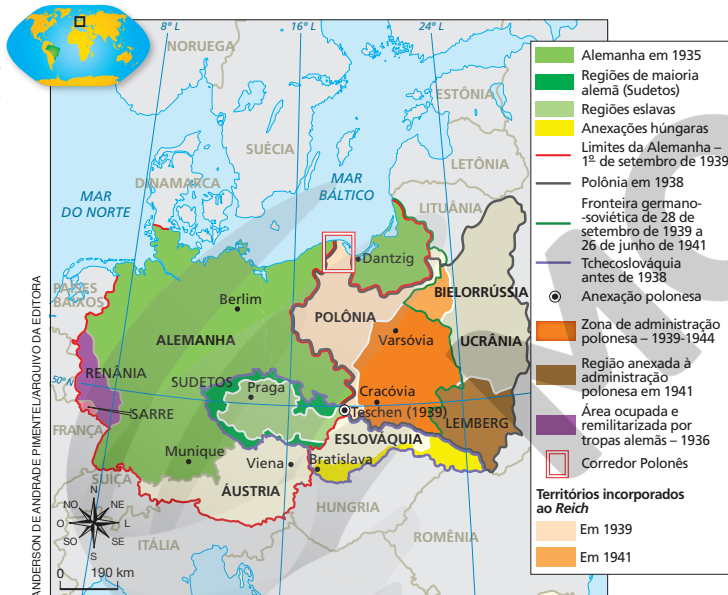 8º L
16º L
24º L
NORUEGA
ESTÔNIA
SUÉCIA
LETÔNIA
DINAMARCA
MAR
BÁLTICO
MAR
DO NORTE
LITUÂNIA
Dantzig
PAÍSES
BAIXOS
BIELORRÚSSIA
Berlim
POLÔNIA
ALEMANHA
Varsóvia
UCRÂNIA
RENÂNIA
50º N
SUDETOS
Praga
Cracóvia
SARRE
Teschen (1939)
LEMBERG
FRANÇA
ESLOVÁQUIA
Munique
Viena
Bratislava
SUÍÇA
ÁUSTRIA
HUNGRIA
ITÁLIA
ROMÊNIA
N
NO
NE
O
L
SO
SE
S
0
190 km
ANDERSON DE ANDRADE PIMENTEL/ARQUIVO DA EDITORA
Alemanha em 1935
Regiões de maioria
alemã (Sudetos)
Regiões eslavas
Anexações húngaras
Limites da Alemanha –
1º de setembro de 1939
Polônia em 1938
Fronteira germano-
-soviética de 28 de
setembro de 1939 a
26 de junho de 1941
Tchecoslováquia
antes de 1938
Anexação polonesa
Zona de administração
polonesa – 1939-1944
Região anexada à
administração
polonesa em 1941
Área ocupada e
remilitarizada por
tropas alemãs – 1936
Corredor Polonês
Territórios incorporados
ao Reich
Em 1939
Em 1941